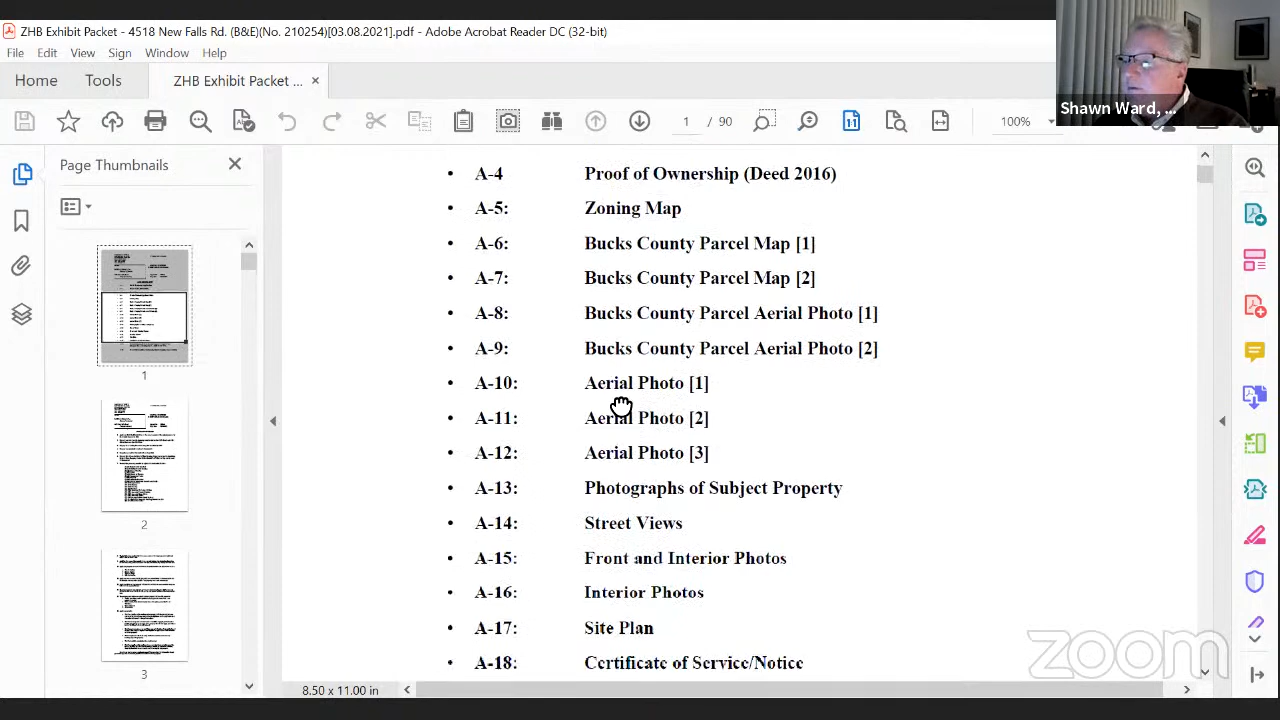 ZHB Exhibit Packet - 4518 New Falls Rd. (B&E)(No. 210254)[03.08.2021].pdf - Adobe Acrobat Reader DC (32-bit)
File Edit View Sign Window Help
Home Tools ZHB Exhibit Packet ... ×
1 / 90 100%
Shawn Ward, ...
Page Thumbnails
1
2
3
• A-4 Proof of Ownership (Deed 2016)
• A-5: Zoning Map
• A-6: Bucks County Parcel Map [1]
• A-7: Bucks County Parcel Map [2]
• A-8: Bucks County Parcel Aerial Photo [1]
• A-9: Bucks County Parcel Aerial Photo [2]
• A-10: Aerial Photo [1]
• A-11: Aerial Photo [2]
• A-12: Aerial Photo [3]
• A-13: Photographs of Subject Property
• A-14: Street Views
• A-15: Front and Interior Photos
• A-16: Interior Photos
• A-17: Site Plan
• A-18: Certificate of Service/Notice
8.50 x 11.00 in
zoom